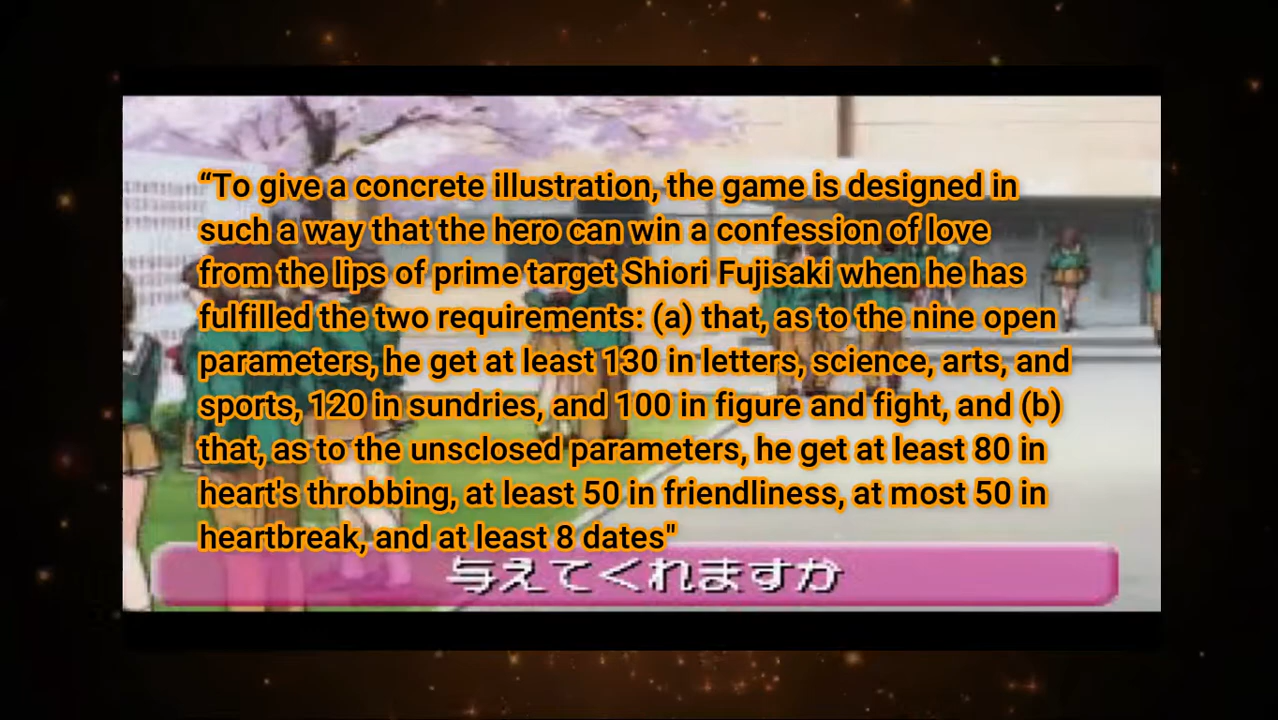 “To give a concrete illustration, the game is designed in
such a way that the hero can win a confession of love
from the lips of prime target Shiori Fujisaki when he has
fulfilled the two requirements: (a) that, as to the nine open
parameters, he get at least 130 in letters, science, arts, and
sports, 120 in sundries, and 100 in figure and fight, and (b)
that, as to the unsclosed parameters, he get at least 80 in
heart's throbbing, at least 50 in friendliness, at most 50 in
heartbreak, and at least 8 dates"
与えてくれますか